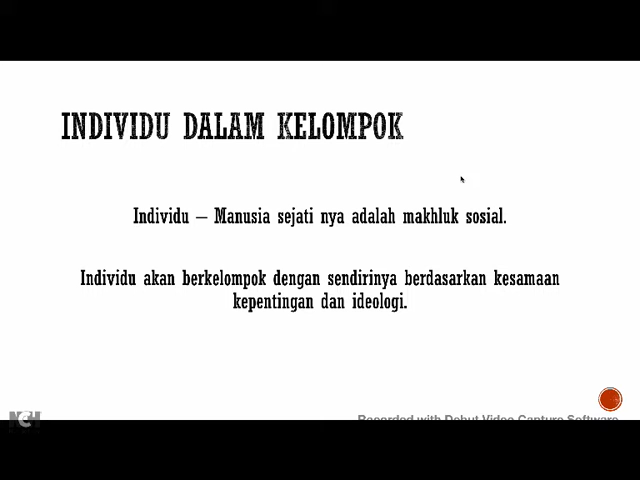 INDIVIDU DALAM KELOMPOK
Individu – Manusia sejati nya adalah makhluk sosial.
Individu akan berkelompok dengan sendirinya berdasarkan kesamaan
kepentingan dan ideologi.
NCH
Recorded with Debut Video Capture Software